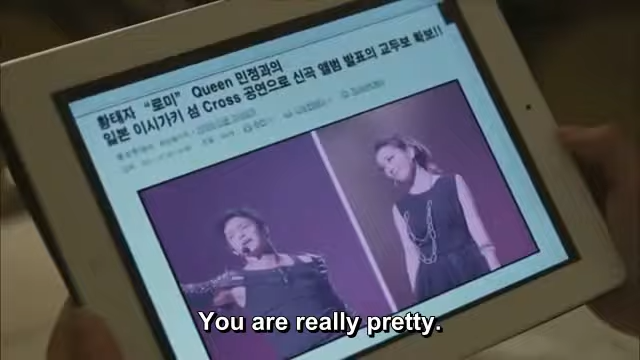 황태자 “로미” Queen 민정과의
일본 이시가키 섬 Cross 공연으로 신곡 앨범 발표의 교두보 확보!!
You are really pretty.